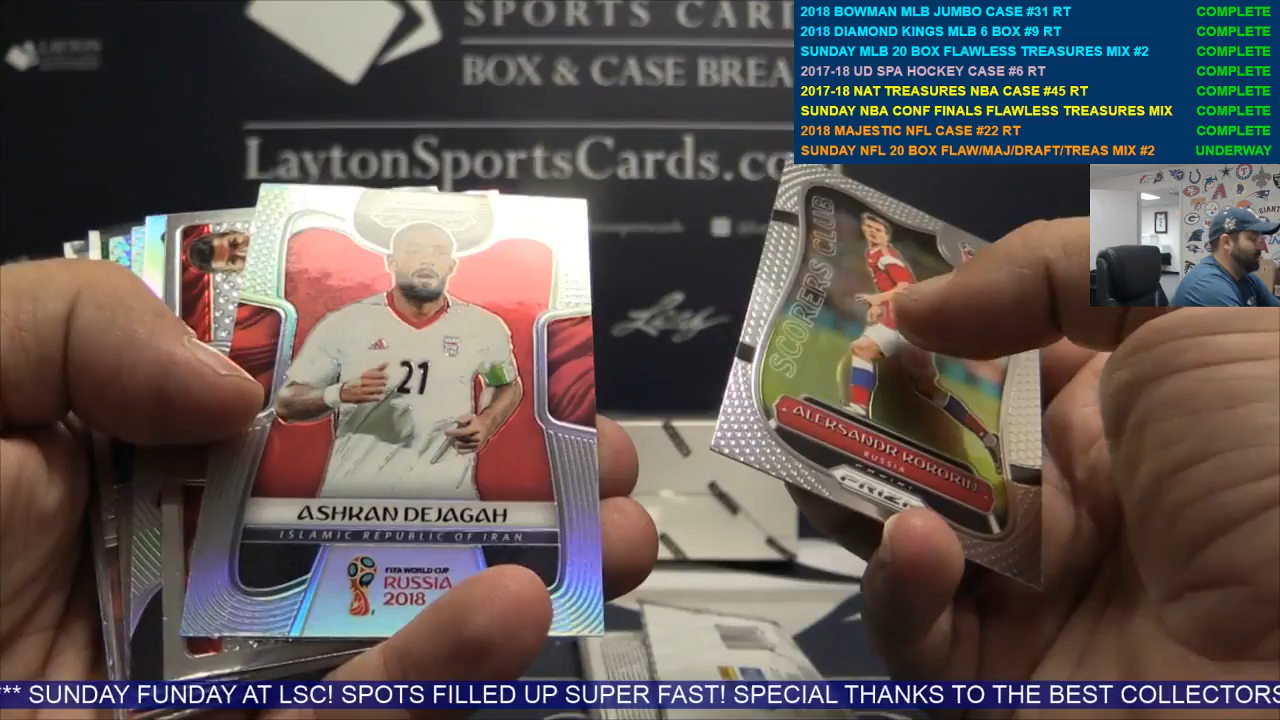 SPORTS CAR
BOX & CASE BREA
LaytonSportsCards.co
LAYTON
2018 BOWMAN MLB JUMBO CASE #31 RT COMPLETE
2018 DIAMOND KINGS MLB 6 BOX #9 RT COMPLETE
SUNDAY MLB 20 BOX FLAWLESS TREASURES MIX #2 COMPLETE
2017-18 UD SPA HOCKEY CASE #6 RT COMPLETE
2017-18 NAT TREASURES NBA CASE #45 RT COMPLETE
SUNDAY NBA CONF FINALS FLAWLESS TREASURES MIX COMPLETE
2018 MAJESTIC NFL CASE #22 RT COMPLETE
SUNDAY NFL 20 BOX FLAW/MAJ/DRAFT/TREAS MIX #2 UNDERWAY
Leaf
21
ASHKAN DEJAGAH
ISLAMIC REPUBLIC OF IRAN
FIFA WORLD CUP
RUSSIA
2018
SCORERS CLUB
ALEKSANDR KOKORIN
RUSSIA
PRIZM
*** SUNDAY FUNDAY AT LSC! SPOTS FILLED UP SUPER FAST! SPECIAL THANKS TO THE BEST COLLECTORS